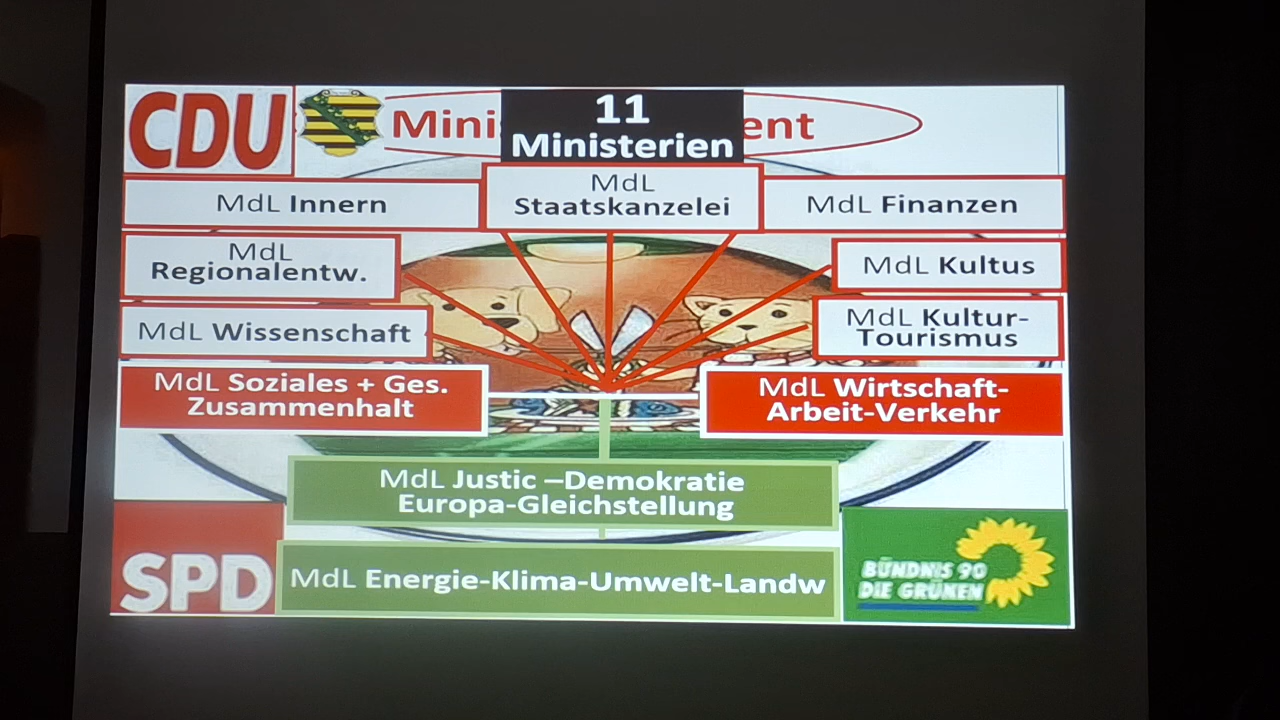 CDU
Mini
ent
11
Ministerien
MdL Innern
MdL
Staatskanzelei
MdL Finanzen
MdL
Regionalentw.
MdL Kultus
MdL Wissenschaft
MdL Kultur-
Tourismus
MdL Soziales + Ges.
Zusammenhalt
MdL Wirtschaft-
Arbeit-Verkehr
MdL Justic –Demokratie
Europa-Gleichstellung
SPD
MdL Energie-Klima-Umwelt-Landw
BÜNDNIS 90
DIE GRÜNEN